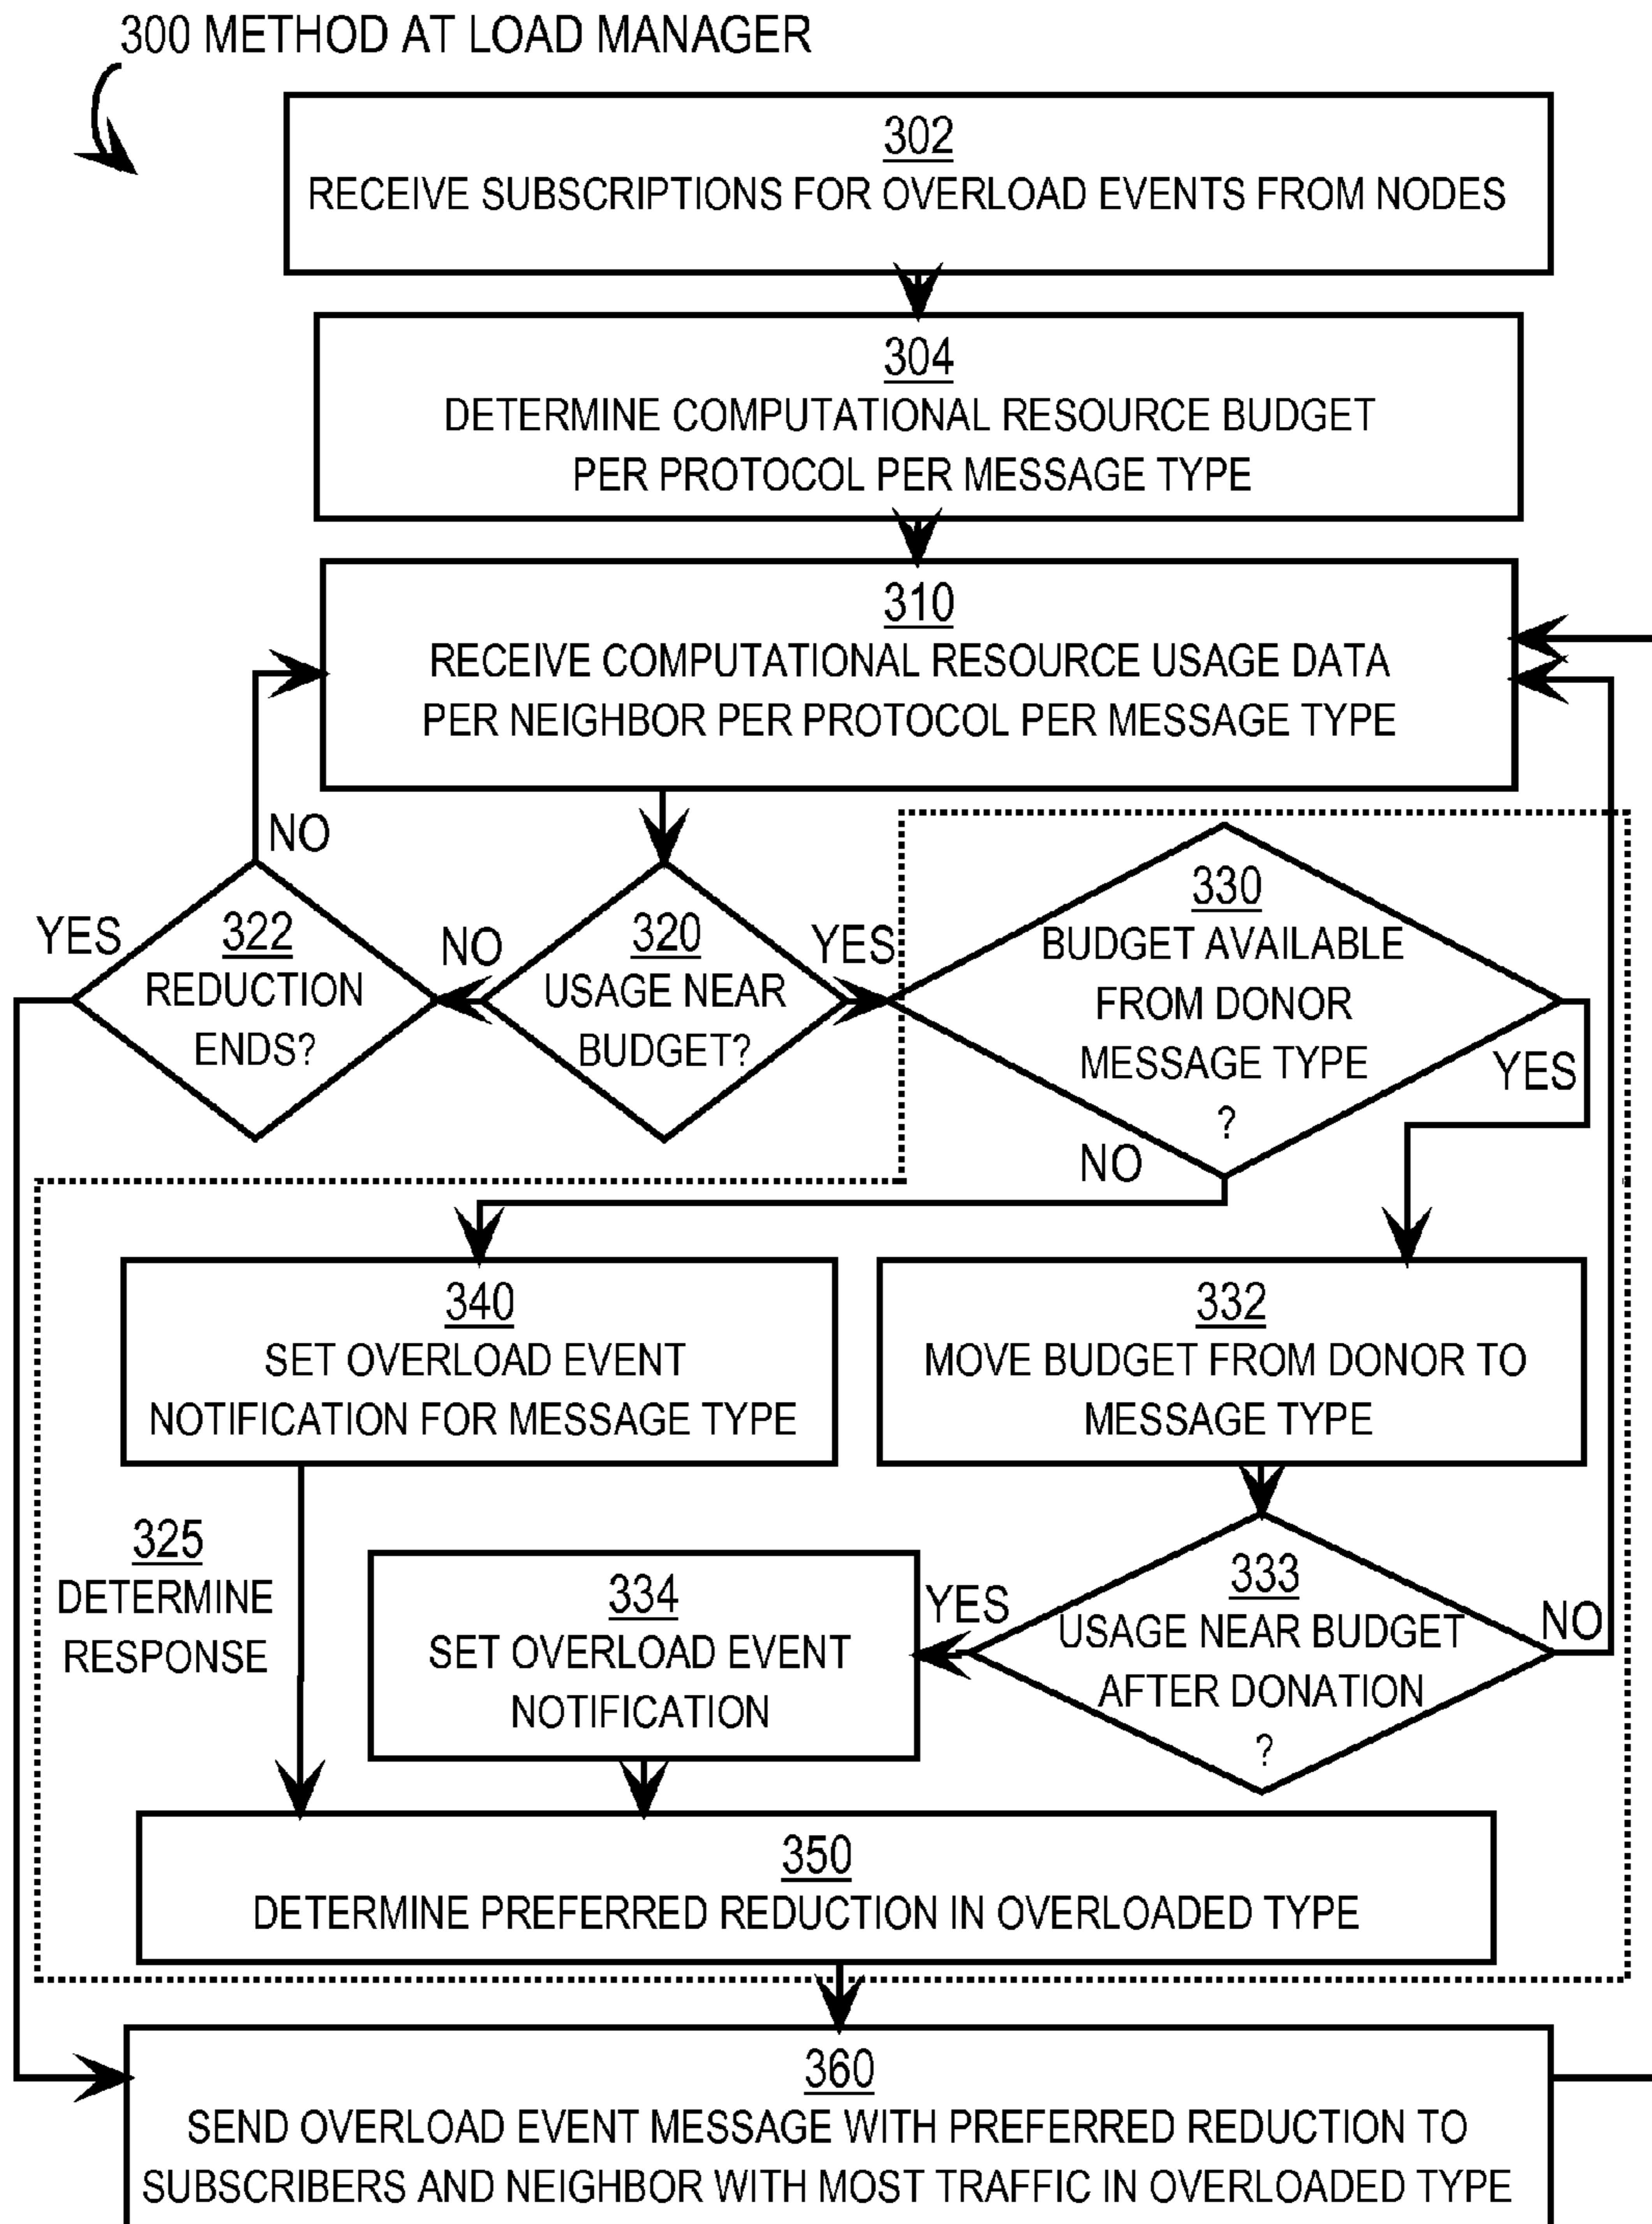 300 METHOD AT LOAD MANAGER
302
RECEIVE SUBSCRIPTIONS FOR OVERLOAD EVENTS FROM NODES
304
DETERMINE COMPUTATIONAL RESOURCE BUDGET
PER PROTOCOL PER MESSAGE TYPE
310
RECEIVE COMPUTATIONAL RESOURCE USAGE DATA
PER NEIGHBOR PER PROTOCOL PER MESSAGE TYPE
NO
YES
322
REDUCTION
ENDS?
NO
320
USAGE NEAR
BUDGET?
YES
330
BUDGET AVAILABLE
FROM DONOR
MESSAGE TYPE
?
YES
NO
340
SET OVERLOAD EVENT
NOTIFICATION FOR MESSAGE TYPE
332
MOVE BUDGET FROM DONOR TO
MESSAGE TYPE
325
DETERMINE
RESPONSE
334
SET OVERLOAD EVENT
NOTIFICATION
YES
333
USAGE NEAR BUDGET
AFTER DONATION
?
NO
350
DETERMINE PREFERRED REDUCTION IN OVERLOADED TYPE
360
SEND OVERLOAD EVENT MESSAGE WITH PREFERRED REDUCTION TO
SUBSCRIBERS AND NEIGHBOR WITH MOST TRAFFIC IN OVERLOADED TYPE